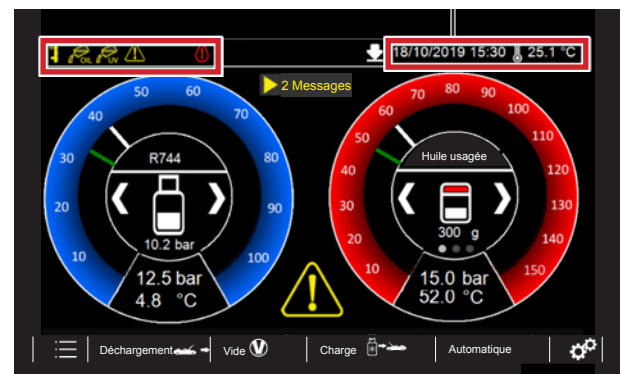 OIL UV 18/10/2019 15:30 25.1 °C
2 Messages
10 20 30 40 50 60 70 80 90 100
R744
10.2 bar
12.5 bar
4.8 °C
10 20 30 40 50 60 70 80 90 100 110 120 130 140 150
Huile usagée
300 g
15.0 bar
52.0 °C
Déchargement Vide V Charge Automatique